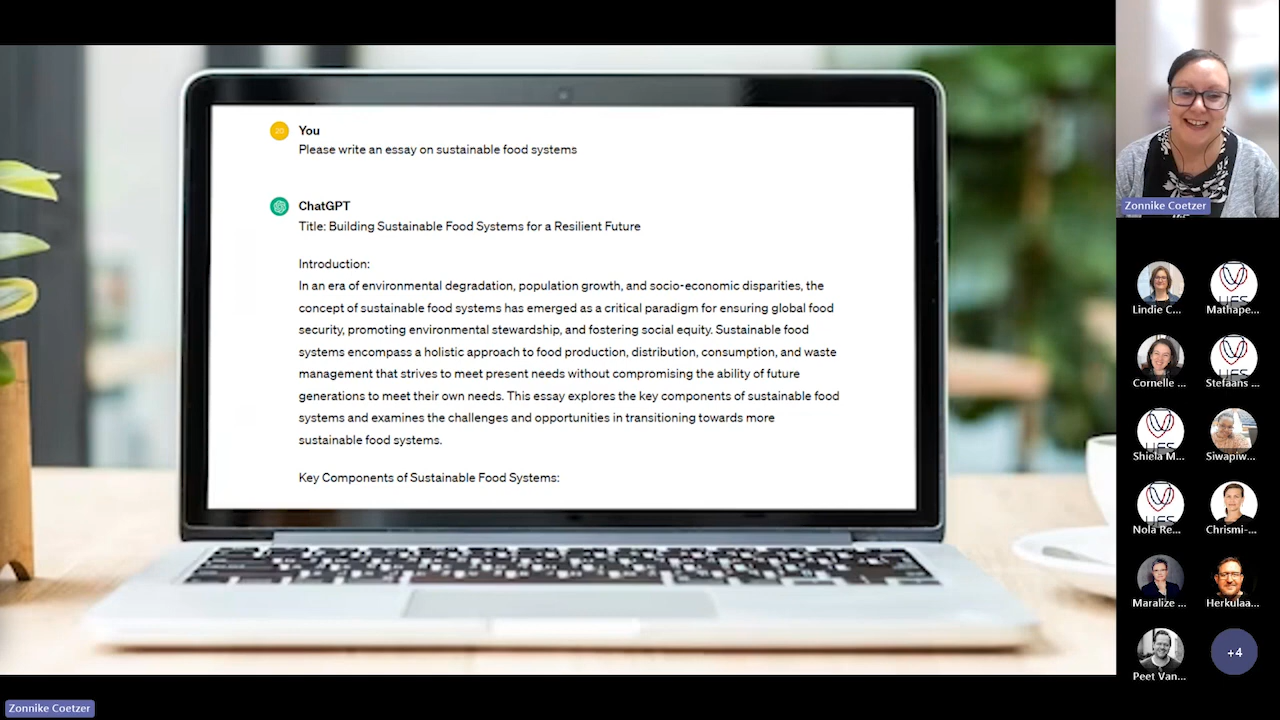 You
Please write an essay on sustainable food systems
ChatGPT
Title: Building Sustainable Food Systems for a Resilient Future
Introduction:
In an era of environmental degradation, population growth, and socio-economic disparities, the
concept of sustainable food systems has emerged as a critical paradigm for ensuring global food
security, promoting environmental stewardship, and fostering social equity. Sustainable food
systems encompass a holistic approach to food production, distribution, consumption, and waste
management that strives to meet present needs without compromising the ability of future
generations to meet their own needs. This essay explores the key components of sustainable food
systems and examines the challenges and opportunities in transitioning towards more
sustainable food systems.
Key Components of Sustainable Food Systems:
Zonnike Coetzer
Lindie C...
Mathape...
Cornelle ...
Stefaans ...
Shiela M...
Siwapiw...
Nola Re...
Chrismi-...
Maralize ...
Herkulaa...
Peet Van...
+4
Zonnike Coetzer